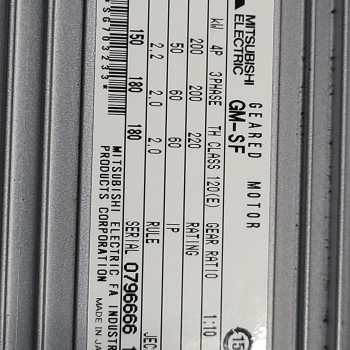 MITSUBISHI
ELECTRIC
GEARED MOTOR
GM-SF
kW 4P 3PHASE TH CLASS 120(E) GEAR RATIO 1:10
200 200 220 RATING
50 60 60 IP
2.2 2.0 2.0 RULE
150 180 180 SERIAL 0796666
MITSUBISHI ELECTRIC FA INDUSTR
PRODUCTS CORPORATION
MADE IN JA
*SG703233*
15